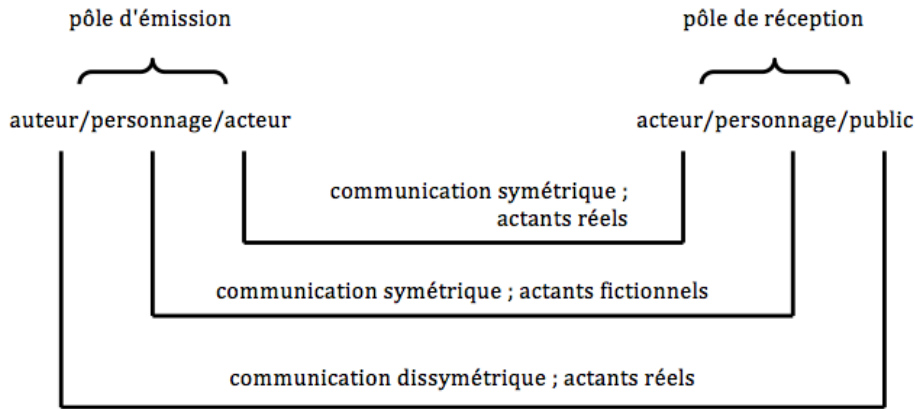 pôle d'émission
pôle de réception
auteur/personnage/acteur
acteur/personnage/public
communication symétrique ;
actants réels
communication symétrique ; actants fictionnels
communication dissymétrique ; actants réels